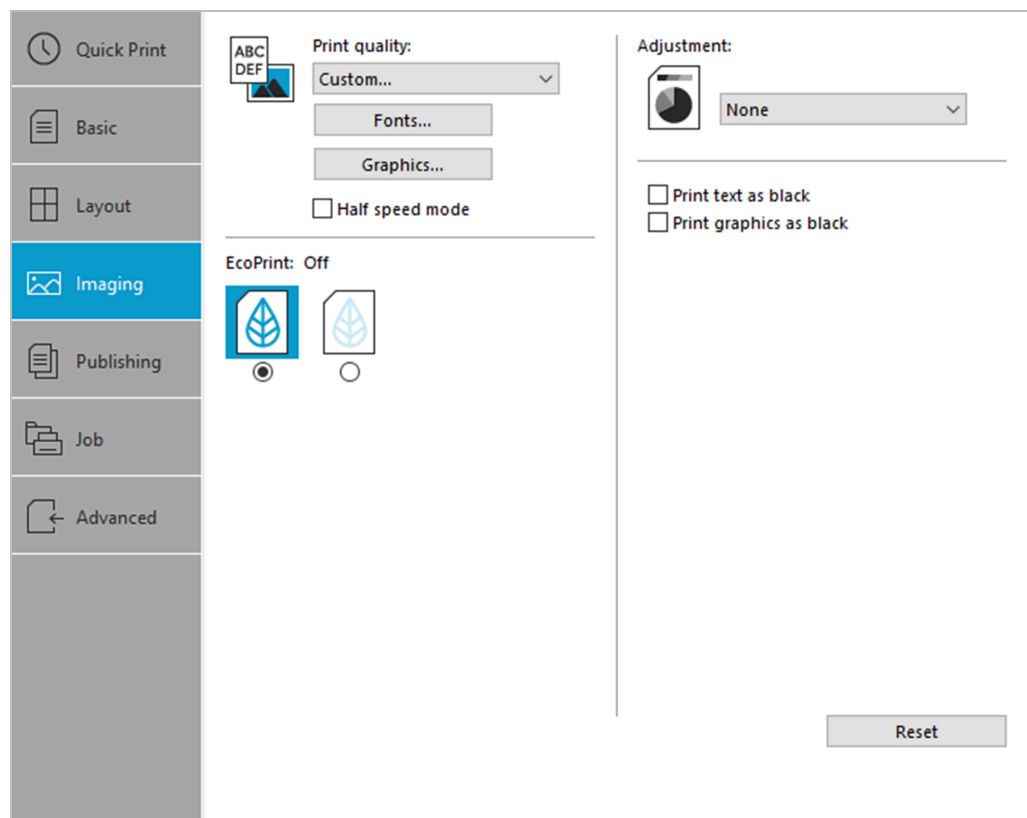 Quick Print
Basic
Layout
Imaging
Publishing
Job
Advanced
ABC
DEF
Print quality:
Custom...
Fonts...
Graphics...
Half speed mode
EcoPrint: Off
Adjustment:
None
Print text as black
Print graphics as black
Reset